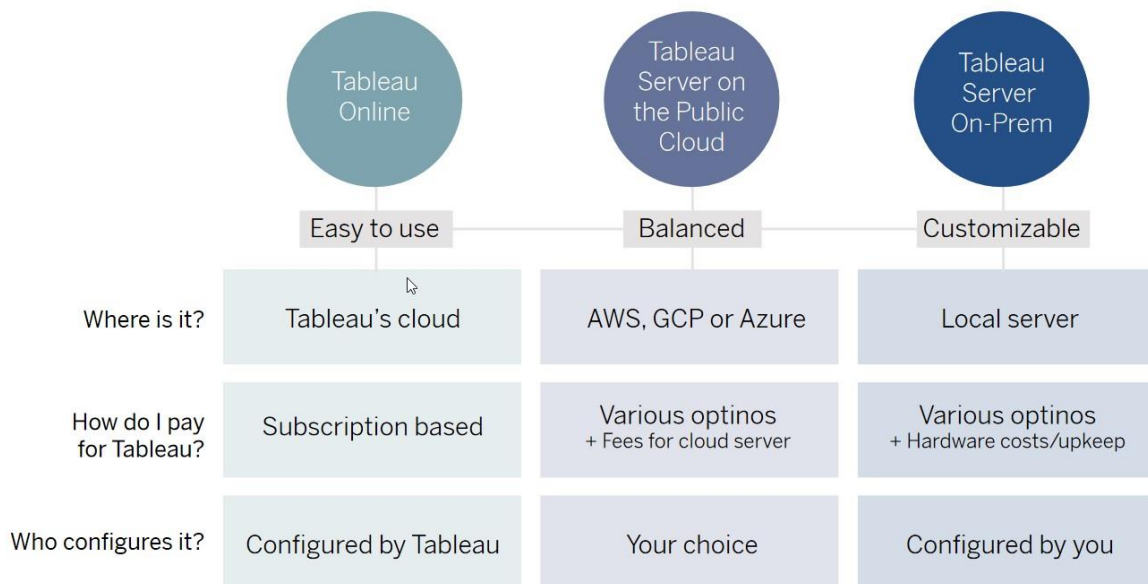 Tableau
Online
Tableau
Server on
the Public
Cloud
Tableau
Server
On-Prem
Easy to use
Balanced
Customizable
Where is it?
Tableau's cloud
AWS, GCP or Azure
Local server
How do I pay
for Tableau?
Subscription based
Various optinos
+ Fees for cloud server
Various optinos
+ Hardware costs/upkeep
Who configures it?
Configured by Tableau
Your choice
Configured by you